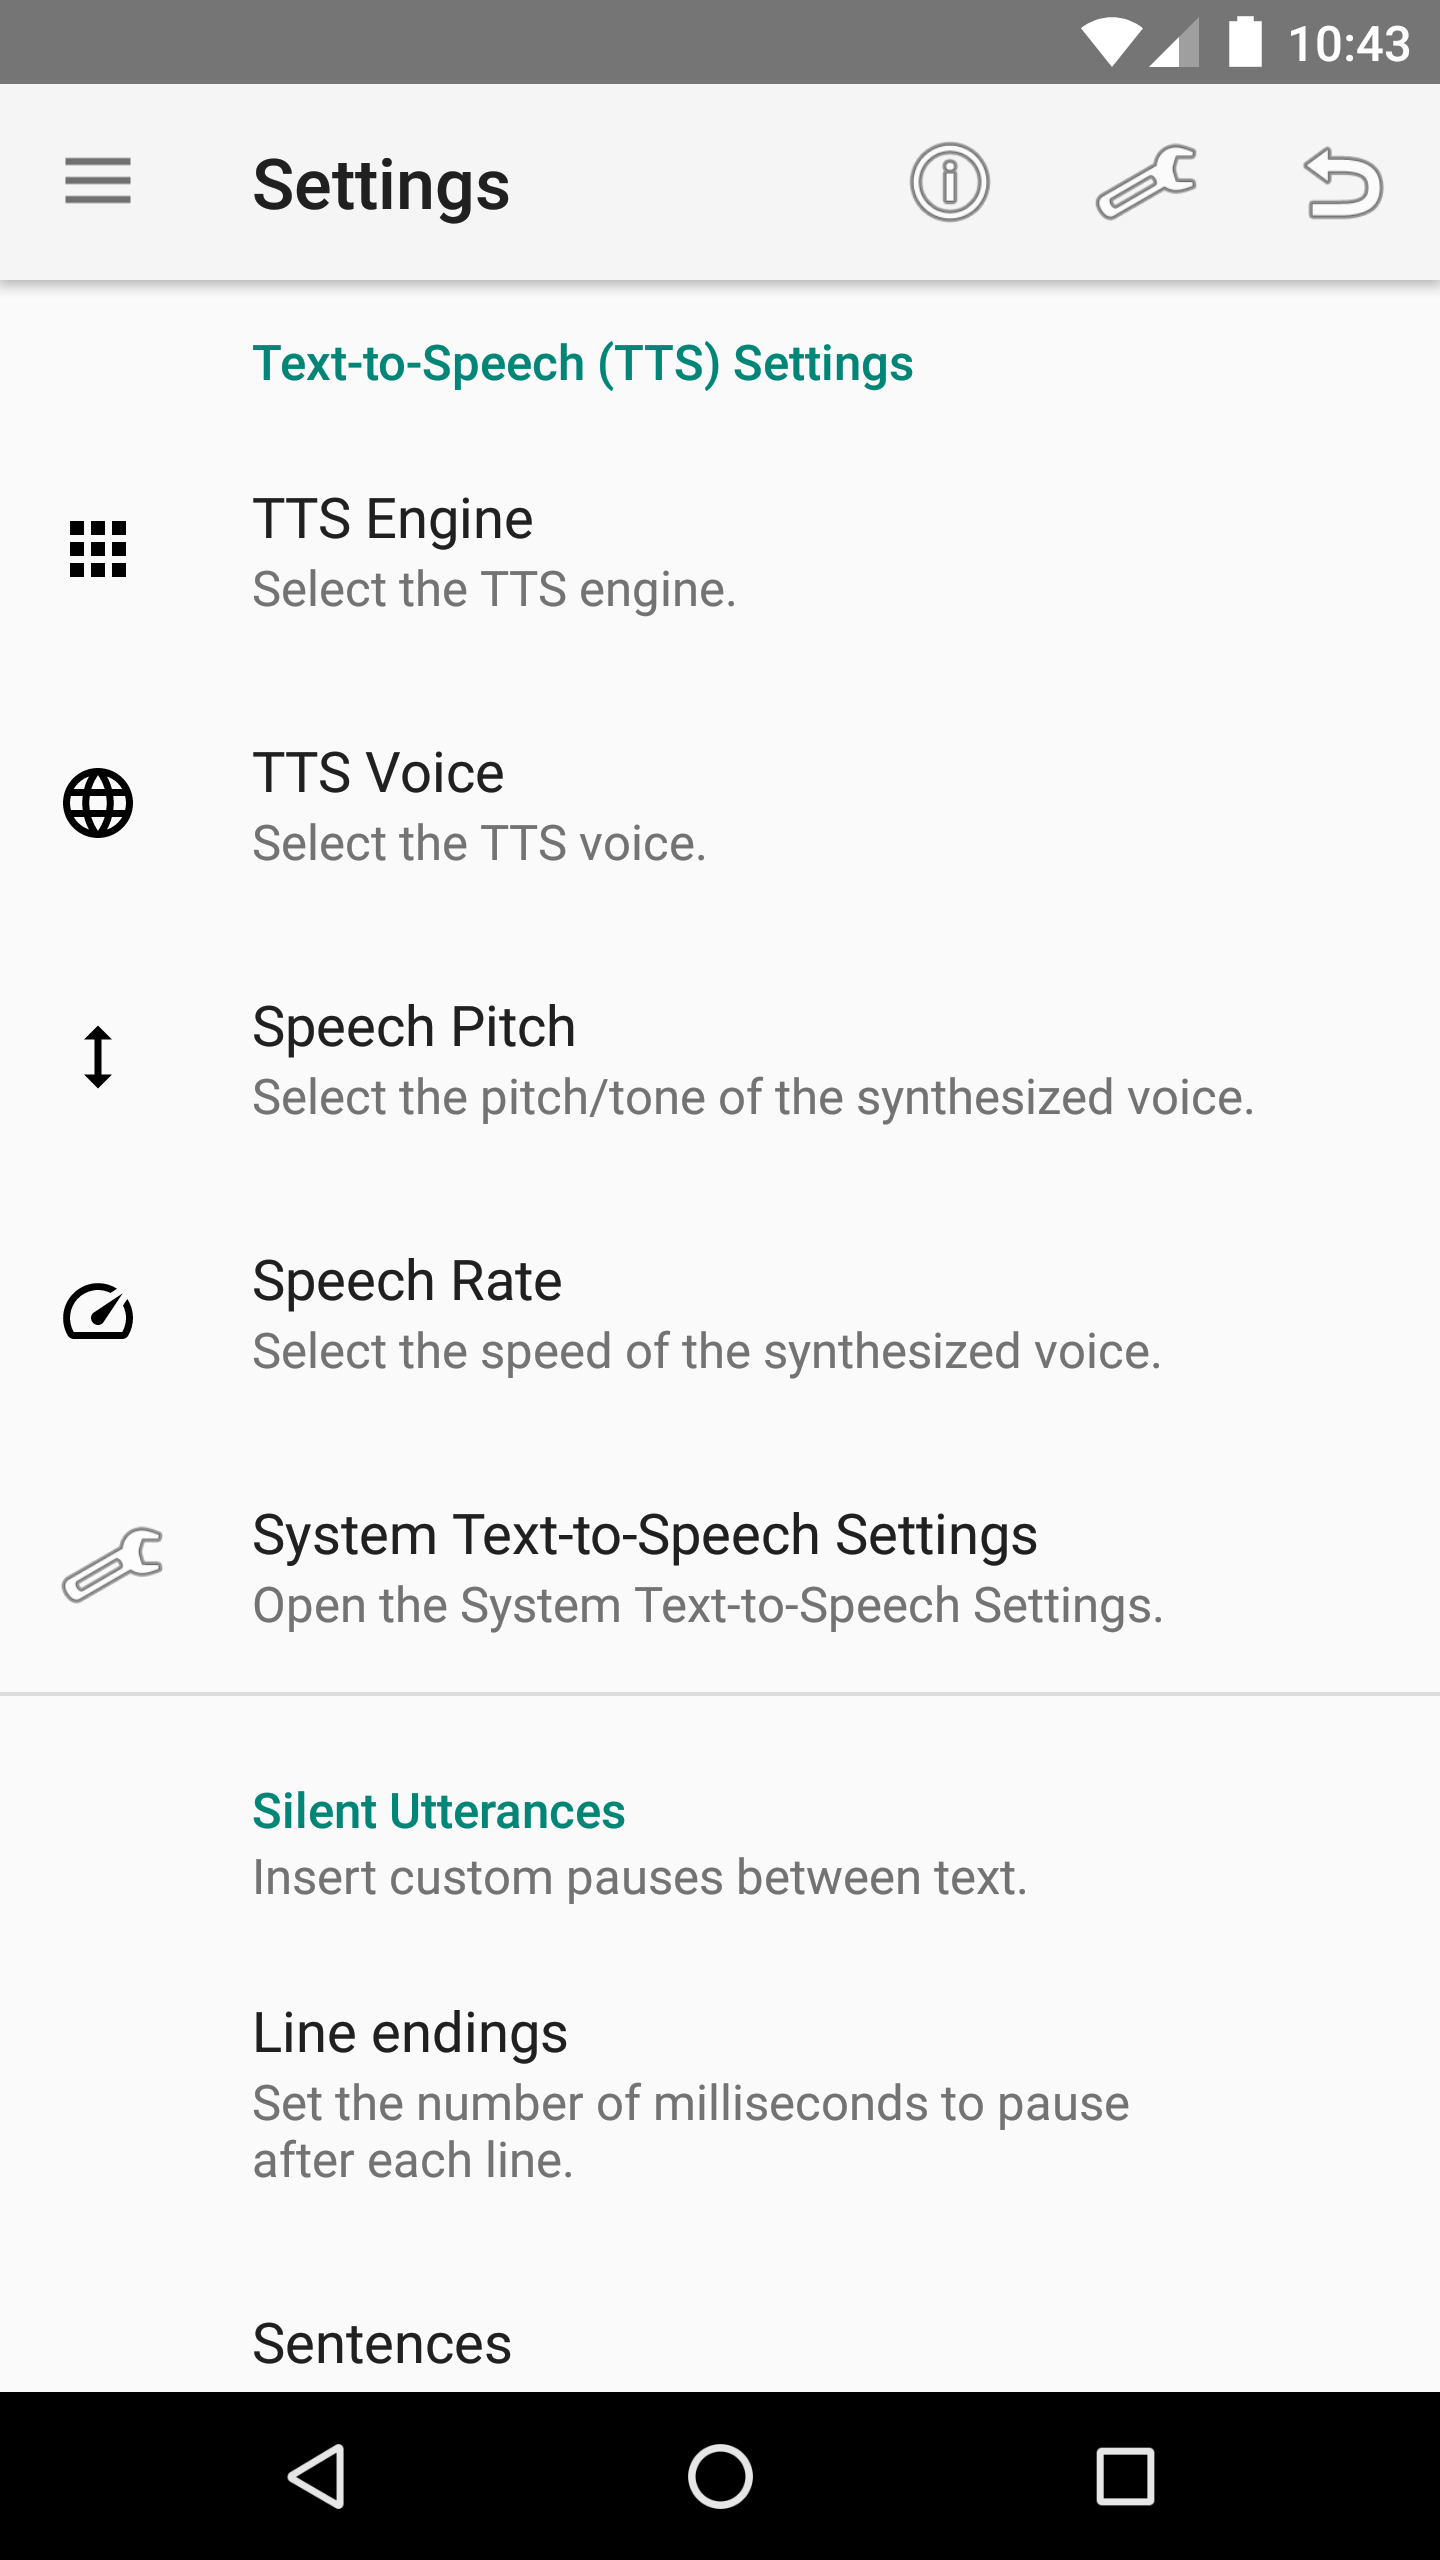 10:43
Settings
Text-to-Speech (TTS) Settings
TTS Engine
Select the TTS engine.
TTS Voice
Select the TTS voice.
Speech Pitch
Select the pitch/tone of the synthesized voice.
Speech Rate
Select the speed of the synthesized voice.
System Text-to-Speech Settings
Open the System Text-to-Speech Settings.
Silent Utterances
Insert custom pauses between text.
Line endings
Set the number of milliseconds to pause
after each line.
Sentences